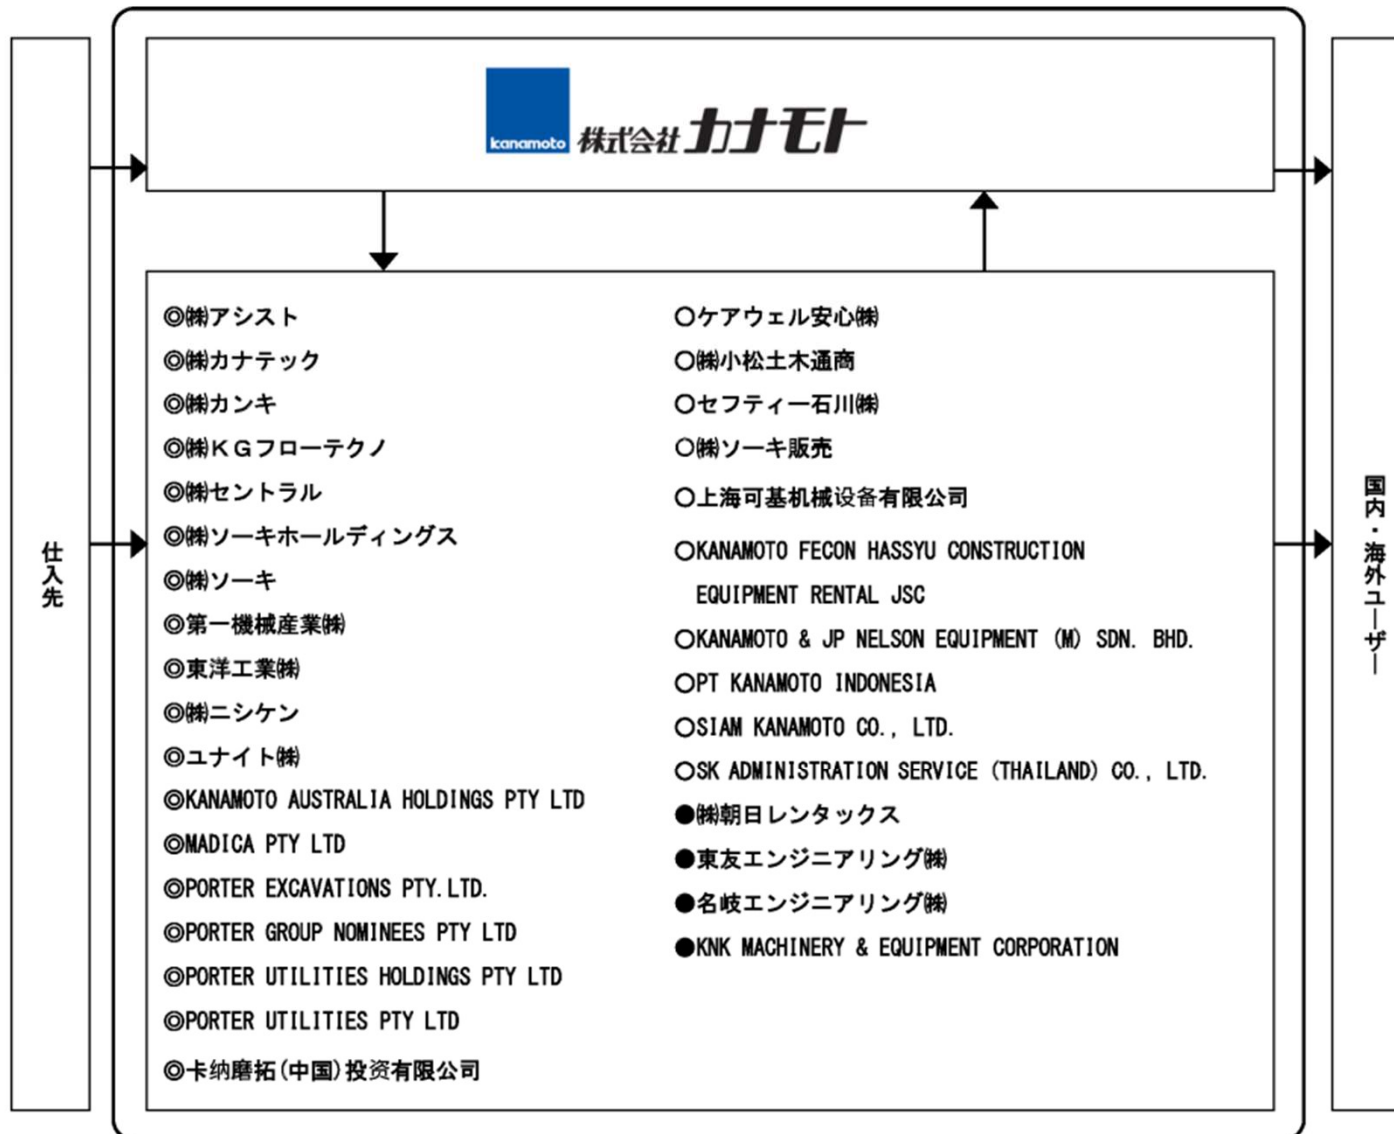 仕入先
kanamoto 株式会社カナモト
◎㈱アシスト
◎㈱カナテック
◎㈱カンキ
◎㈱KGフローテクノ
◎㈱セントラル
◎㈱ソーキホールディングス
◎㈱ソーキ
◎第一機械産業㈱
◎東洋工業㈱
◎㈱ニシケン
◎ユナイト㈱
◎KANAMOTO AUSTRALIA HOLDINGS PTY LTD
◎MADICA PTY LTD
◎PORTER EXCAVATIONS PTY.LTD.
◎PORTER GROUP NOMINEES PTY LTD
◎PORTER UTILITIES HOLDINGS PTY LTD
◎PORTER UTILITIES PTY LTD
◎卡纳磨拓(中国)投资有限公司
○ケアウェル安心㈱
○㈱小松土木通商
○セフティー石川㈱
○㈱ソーキ販売
○上海可基机械设备有限公司
○KANAMOTO FECON HASSYU CONSTRUCTION
EQUIPMENT RENTAL JSC
○KANAMOTO & JP NELSON EQUIPMENT (M) SDN. BHD.
○PT KANAMOTO INDONESIA
○SIAM KANAMOTO CO., LTD.
○SK ADMINISTRATION SERVICE (THAILAND) CO., LTD.
●㈱朝日レンタックス
●東友エンジニアリング㈱
●名岐エンジニアリング㈱
●KNK MACHINERY & EQUIPMENT CORPORATION
国内・海外ユーザー